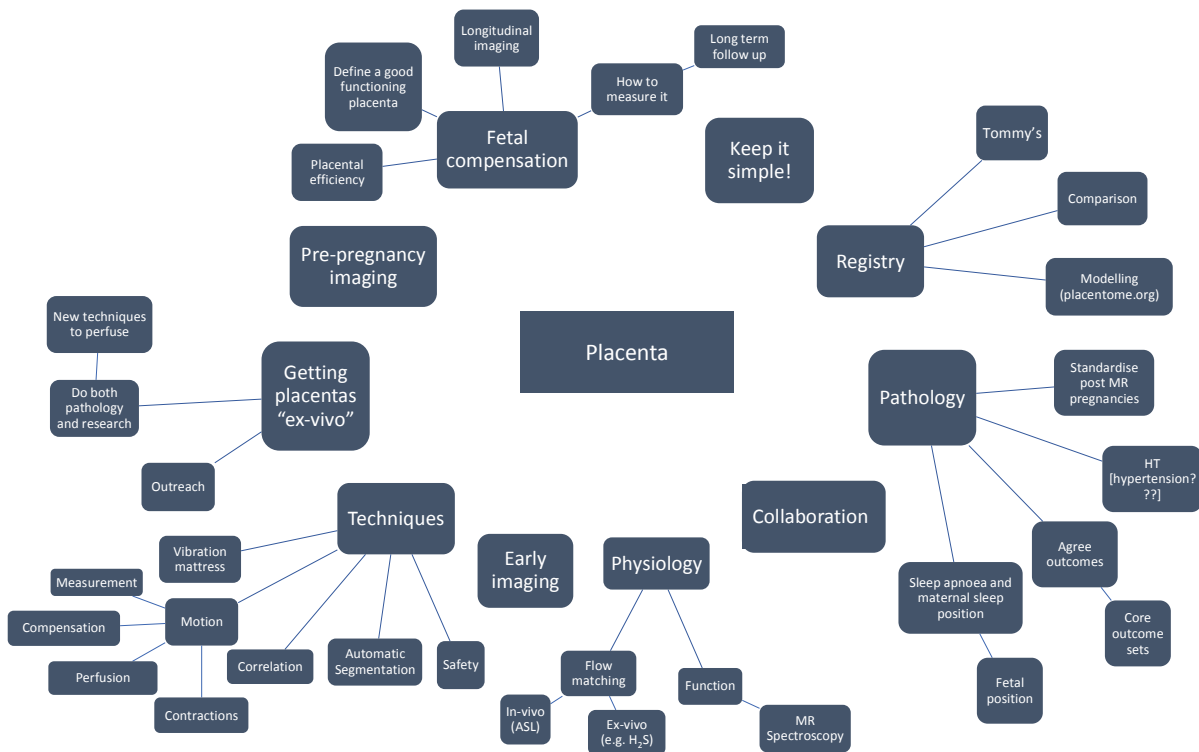 Longitudinal
imaging
Long term
follow up
Define a good
functioning
placenta
How to
measure it
Fetal
compensation
Placental
efficiency
Keep it
simple!
Tommy’s
Comparison
Registry
Modelling
(placentome.org)
Pre-pregnancy
imaging
Placenta
New techniques
to perfuse
Do both
pathology
and research
Getting
placentas
“ex-vivo”
Outreach
Pathology
Standardise
post MR
pregnancies
HT
[hypertension?
??]
Agree
outcomes
Core
outcome
sets
Sleep apnoea and
maternal sleep
position
Fetal
position
Collaboration
Techniques
Vibration
mattress
Measurement
Compensation
Motion
Perfusion
Contractions
Correlation
Automatic
Segmentation
Safety
Early
imaging
Physiology
Flow
matching
Function
In-vivo
(ASL)
Ex-vivo
(e.g. H₂S)
MR
Spectroscopy